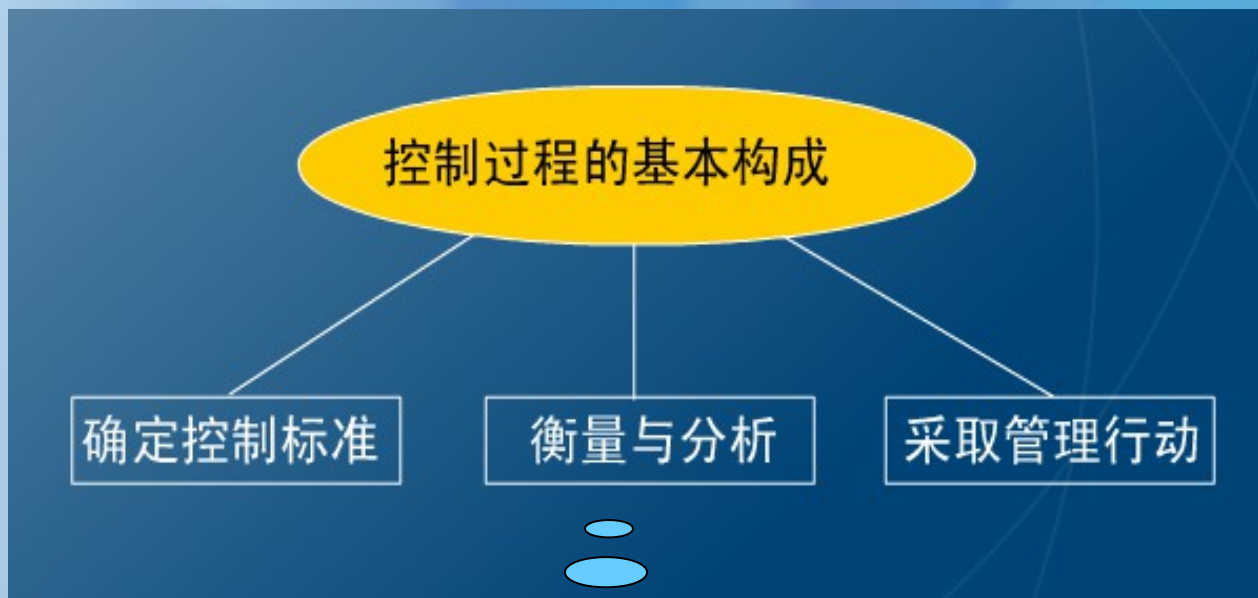 控制过程的基本构成
确定控制标准
衡量与分析
采取管理行动